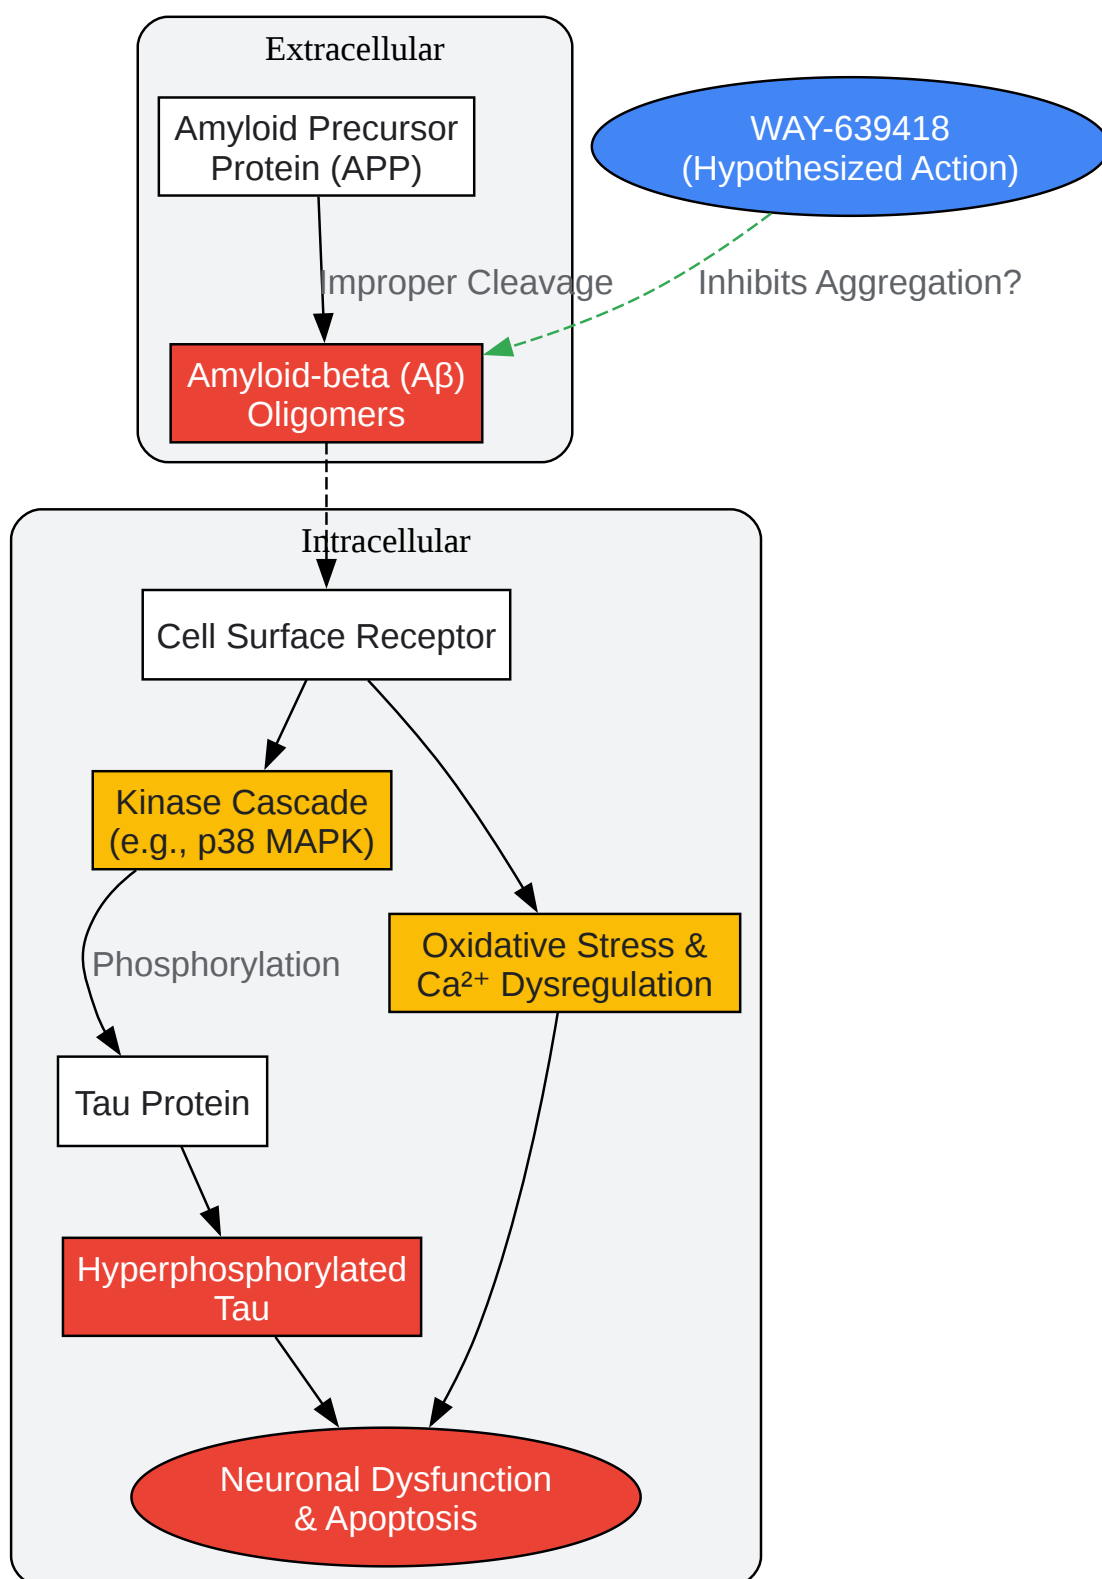 Extracellular
Amyloid Precursor
Protein (APP)
WAY-639418
(Hypothesized Action)
Improper Cleavage
Inhibits Aggregation?
Amyloid-beta (Aβ)
Oligomers
Intracellular
Cell Surface Receptor
Kinase Cascade
(e.g., p38 MAPK)
Oxidative Stress &
Ca²⁺ Dysregulation
Phosphorylation
Tau Protein
Hyperphosphorylated
Tau
Neuronal Dysfunction
& Apoptosis